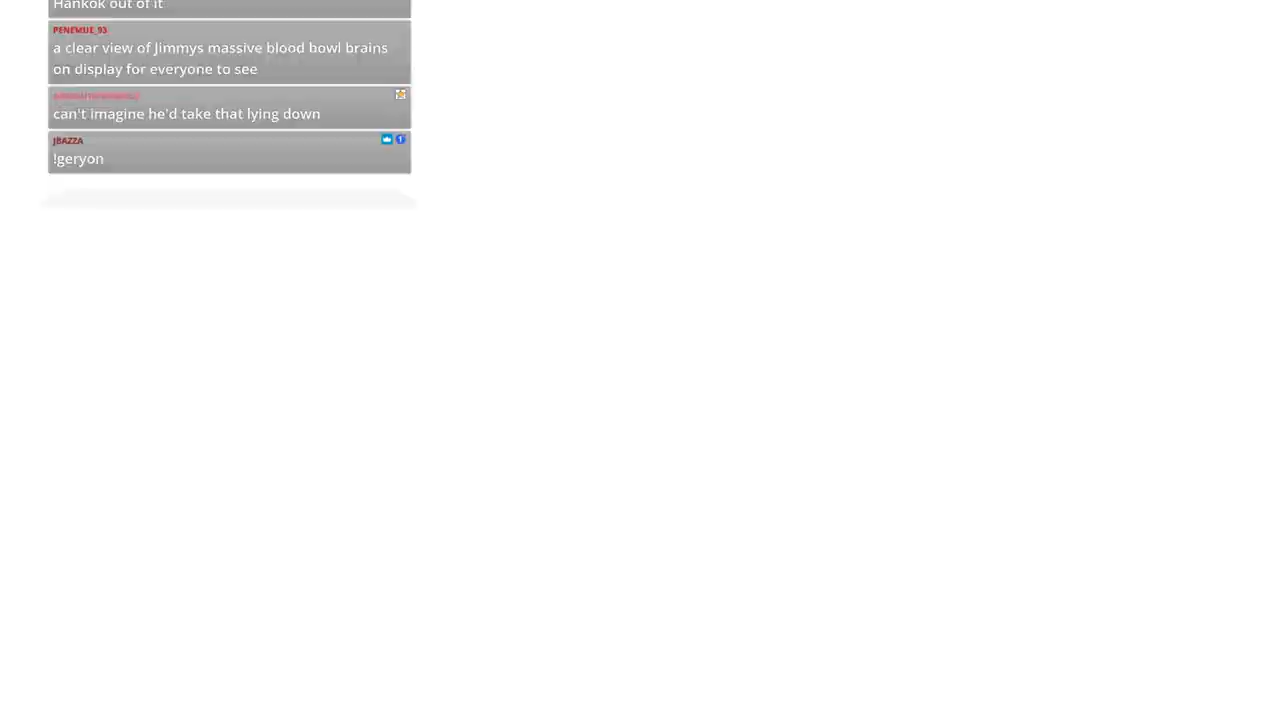 Hankok out of it
PENEMUE_93
a clear view of Jimmys massive blood bowl brains
on display for everyone to see
can't imagine he'd take that lying down
JBAZZA
!geryon